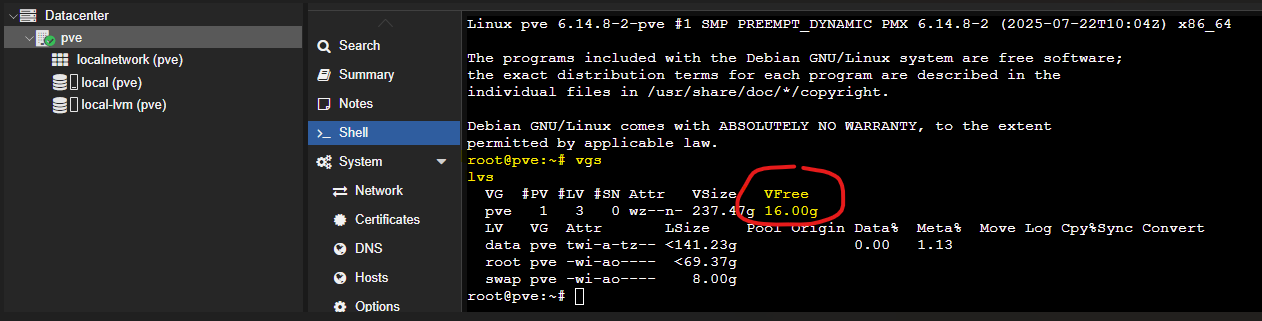 Datacenter
pve
localnetwork (pve)
local (pve)
local-lvm (pve)
Search
Summary
Notes
Shell
System
Network
Certificates
DNS
Hosts
Options
Linux pve 6.14.8-2-pve #1 SMP PREEMPT_DYNAMIC PMX 6.14.8-2 (2025-07-22T10:04Z) x86_64
The programs included with the Debian GNU/Linux system are free software;
the exact distribution terms for each program are described in the
individual files in /usr/share/doc/*/copyright.
Debian GNU/Linux comes with ABSOLUTELY NO WARRANTY, to the extent
permitted by applicable law.
root@pve:~# vgs
lvs
VG #PV #LV #SN Attr VSize VFree
pve 1 3 0 wz--n- 237.47g 16.00g
LV VG Attr LSize Pool Origin Data% Meta% Move Log Cpy%Sync Convert
data pve twi-a-tz-- <141.23g 0.00 1.13
root pve -wi-ao---- <69.37g
swap pve -wi-ao---- 8.00g
root@pve:~#